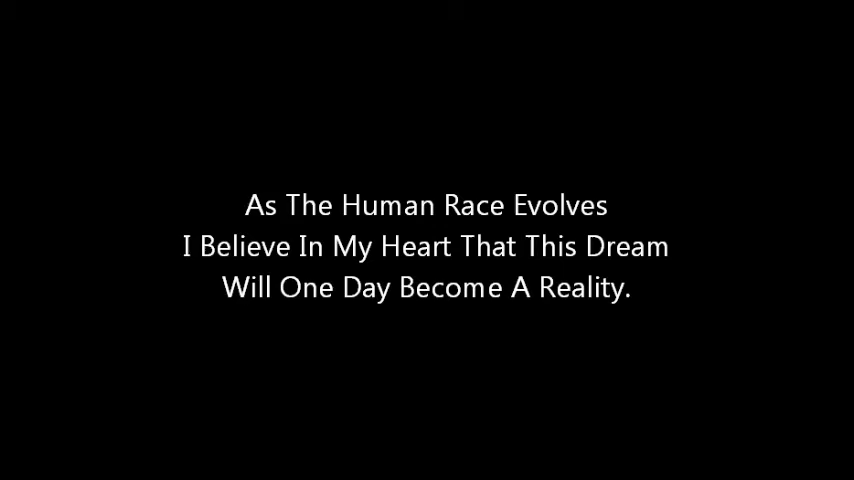 As The Human Race Evolves
I Believe In My Heart That This Dream
Will One Day Become A Reality.